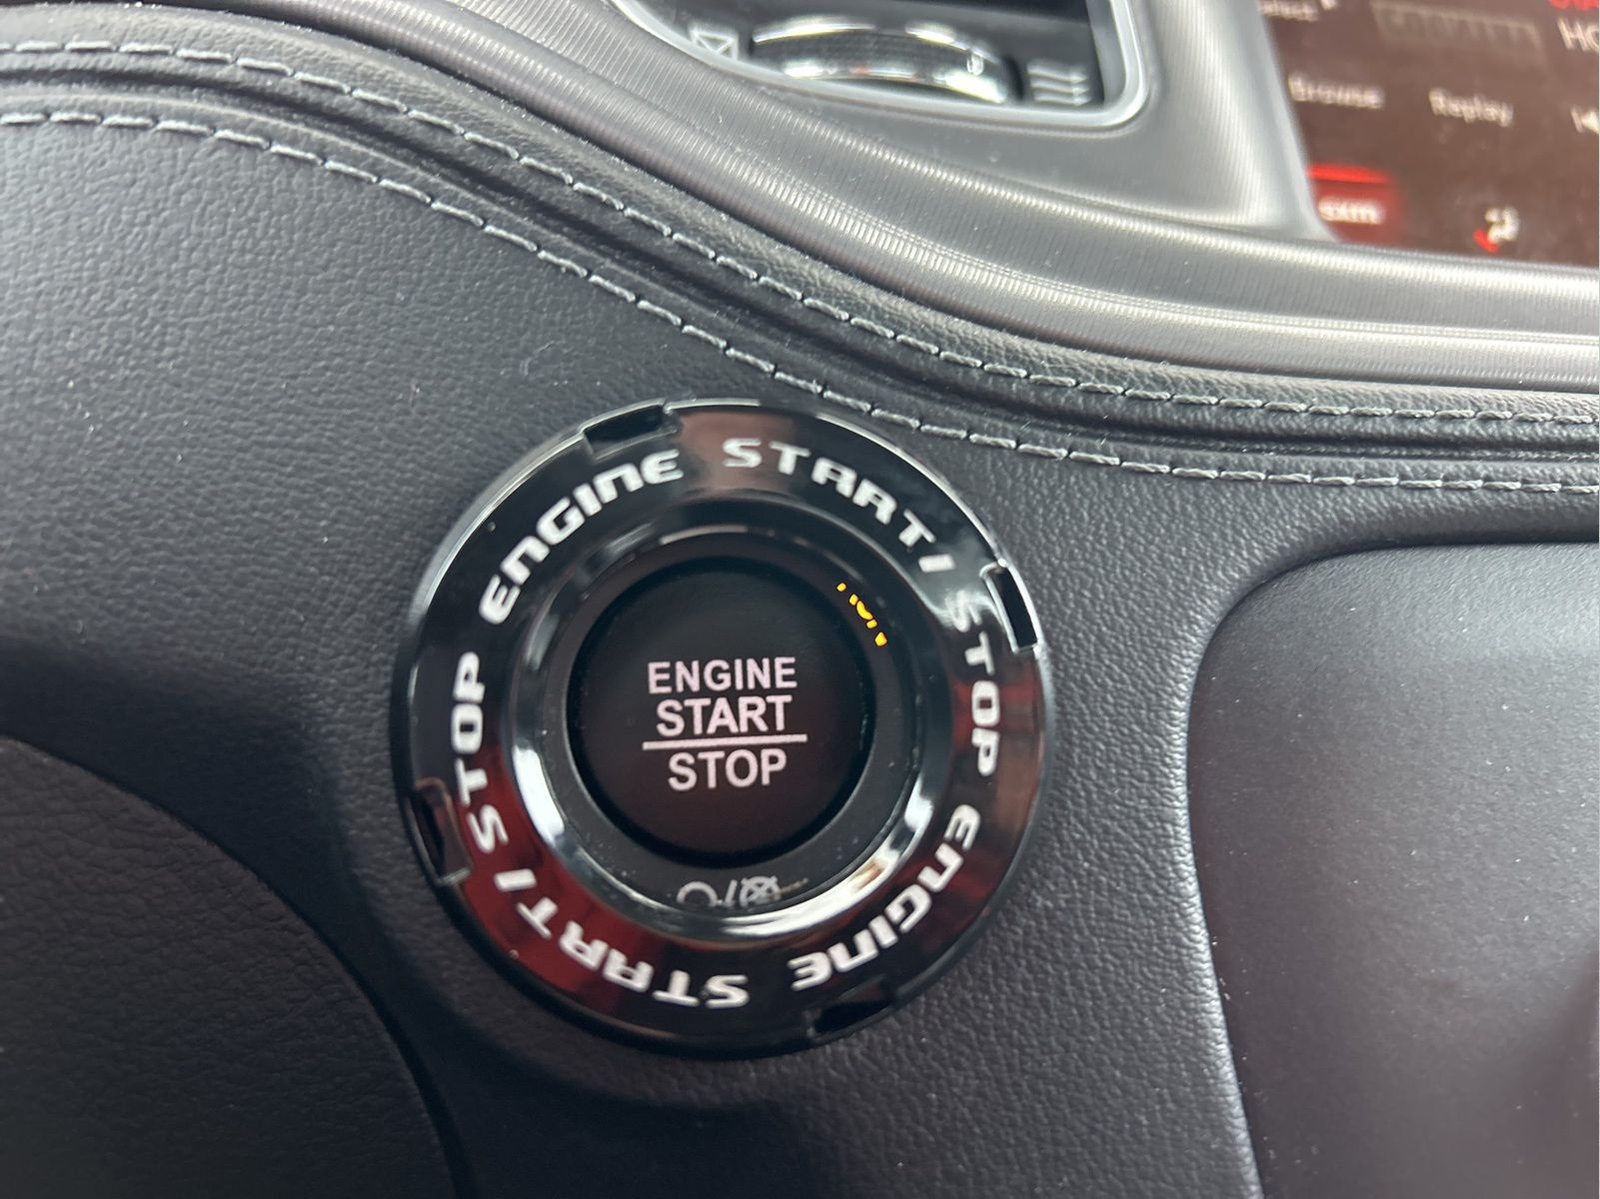 Browse
Replay
ENGINE START/ STOP ENGINE START/ STOP
ENGINE
START
STOP